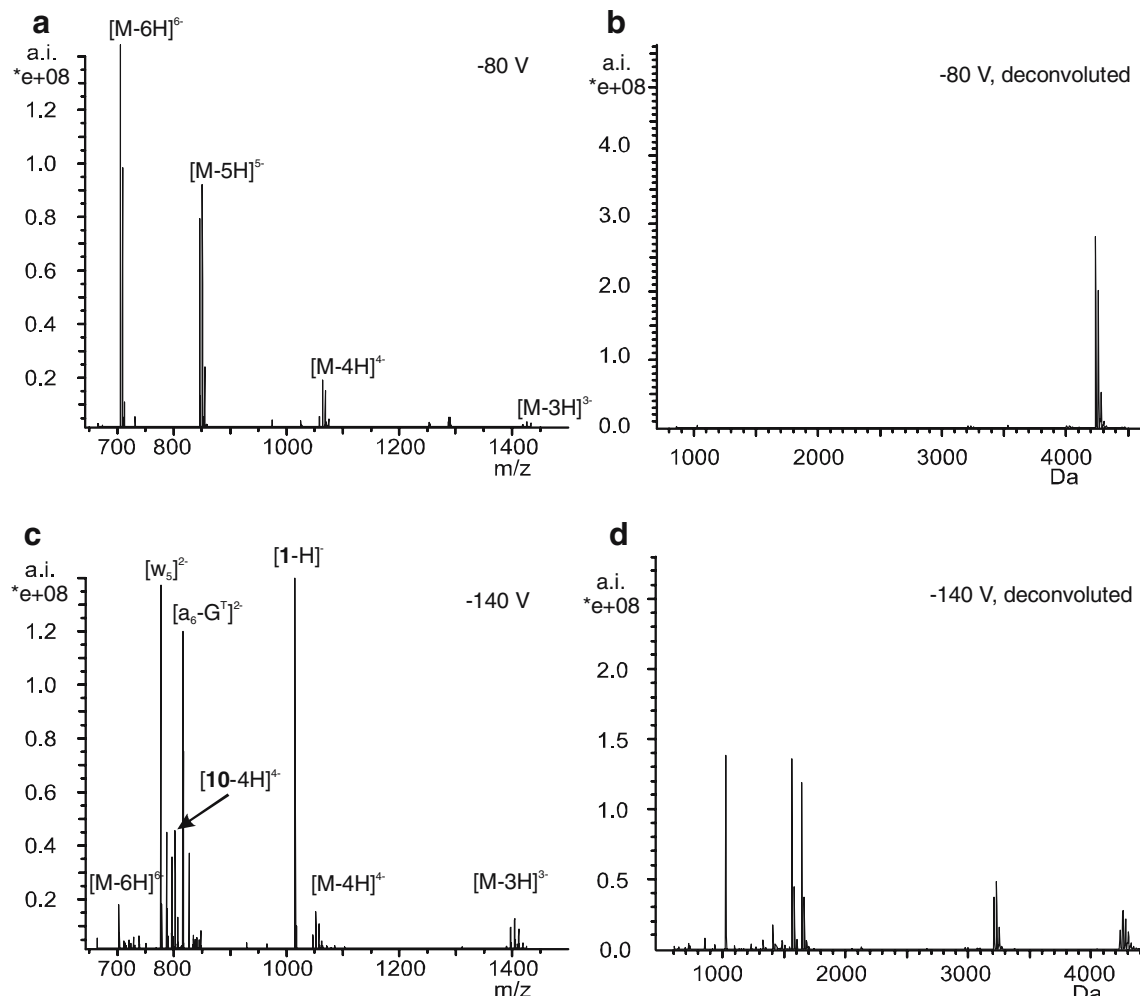 a
[M-6H]⁶⁻
a.i.
*e+08
-80 V
1.2
1.0
[M-5H]⁵⁻
0.8
0.6
0.4
[M-4H]⁴⁻
0.2
[M-3H]³⁻
700 800 1000 1200 1400
m/z
b
a.i.
*e+08
-80 V, deconvoluted
4.0
3.0
2.0
1.0
0.0
1000 2000 3000 4000
Da
c
a.i.
*e+08
[w₅]²⁻
[1-H]⁻
-140 V
[a₆-Gᵀ]²⁻
1.2
1.0
0.8
[10-4H]⁴⁻
0.6
0.4
[M-6H]⁶⁻
[M-4H]⁴⁻
[M-3H]³⁻
0.2
700 800 1000 1200 1400
m/z
d
a.i.
*e+08
-140 V, deconvoluted
2.0
1.5
1.0
0.5
0.0
1000 2000 3000 4000
Da